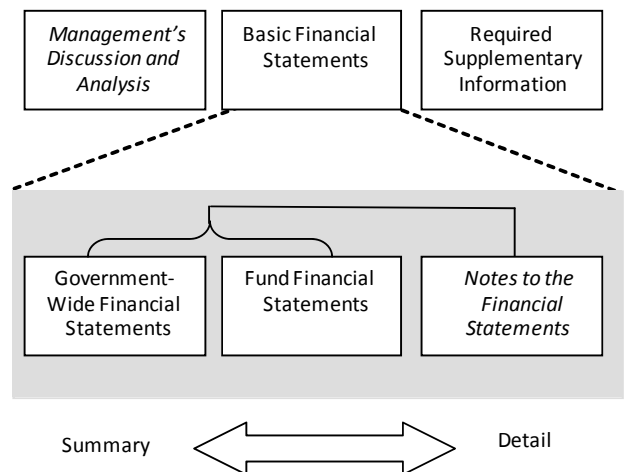 Management's
Discussion and
Analysis
Basic Financial
Statements
Required
Supplementary
Information
Government-
Wide Financial
Statements
Fund Financial
Statements
Notes to the
Financial
Statements
Summary
Detail